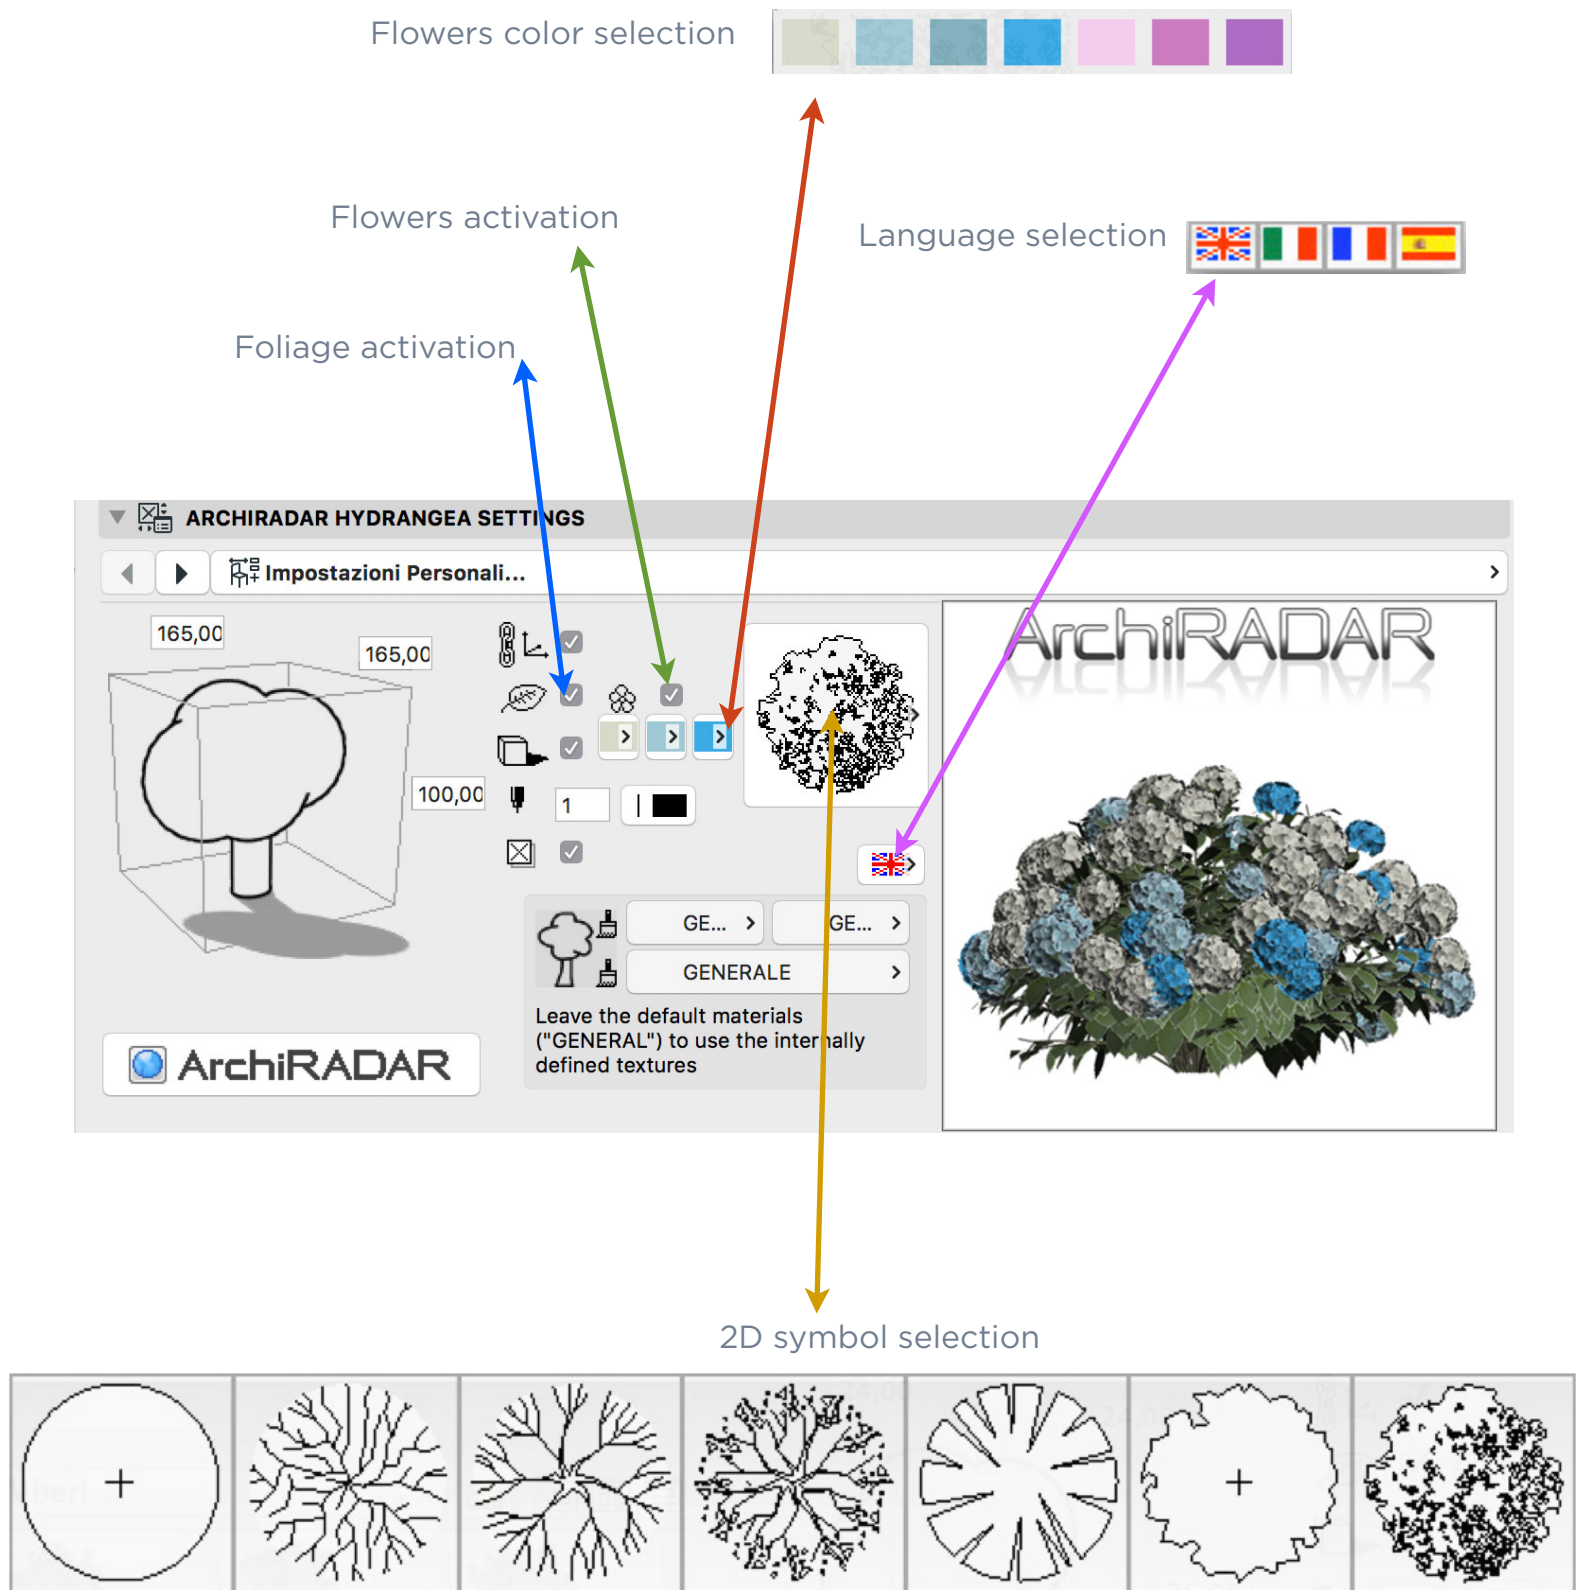 Flowers color selection
Flowers activation
Language selection
Foliage activation
ARCHIRADAR HYDRANGEA SETTINGS
Impostazioni Personali...
165,00
165,00
100,00
1
ArchiRADAR
GE...
GE...
GENERALE
Leave the default materials
("GENERAL") to use the internally
defined textures
ArchiRADAR
2D symbol selection